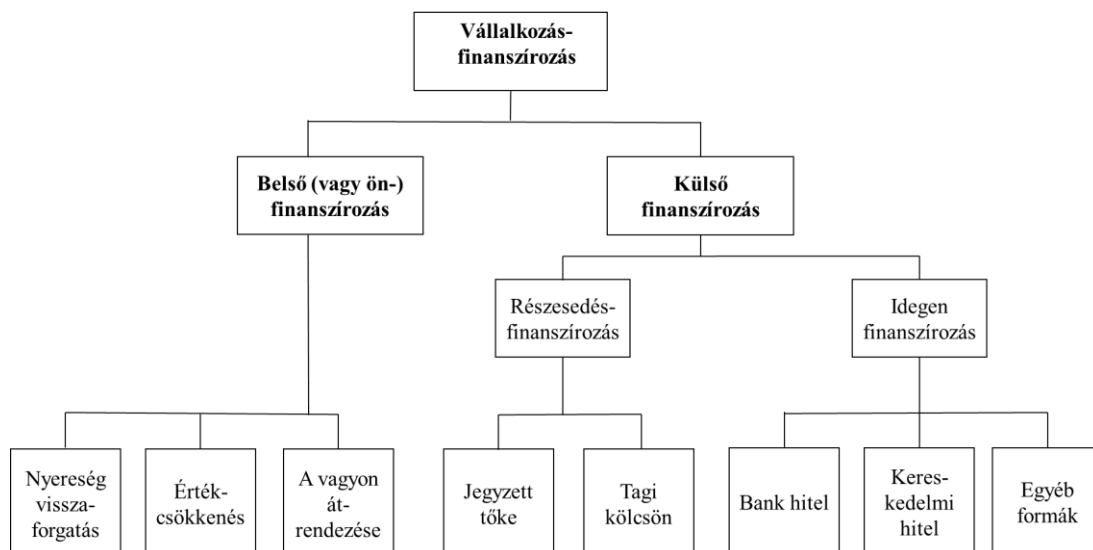 Vállalkozás-
finanszírozás
Belső (vagy ön-)
finanszírozás
Külső
finanszírozás
Részesedés-
finanszírozás
Idegen
finanszírozás
Nyereség
vissza-
forgatás
Érték-
csökkenés
A vagyon
át-
rendezése
Jegyzett
tőke
Tagi
kölcsön
Bank hitel
Keres-
kedelmi
hitel
Egyéb
formák